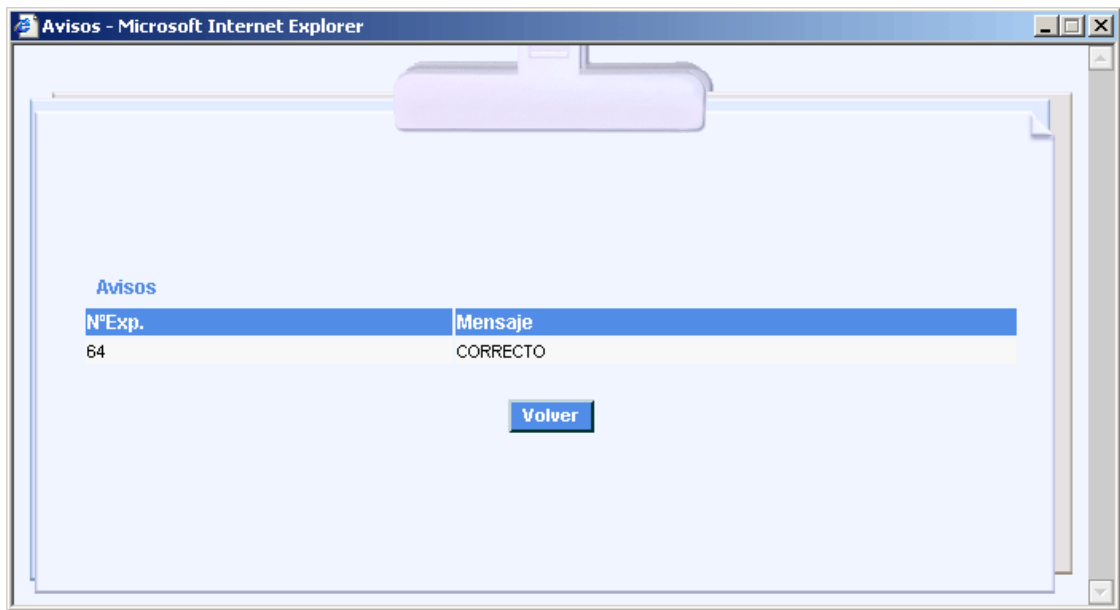 Avisos - Microsoft Internet Explorer
Avisos
NºExp. Mensaje
64 CORRECTO
Volver